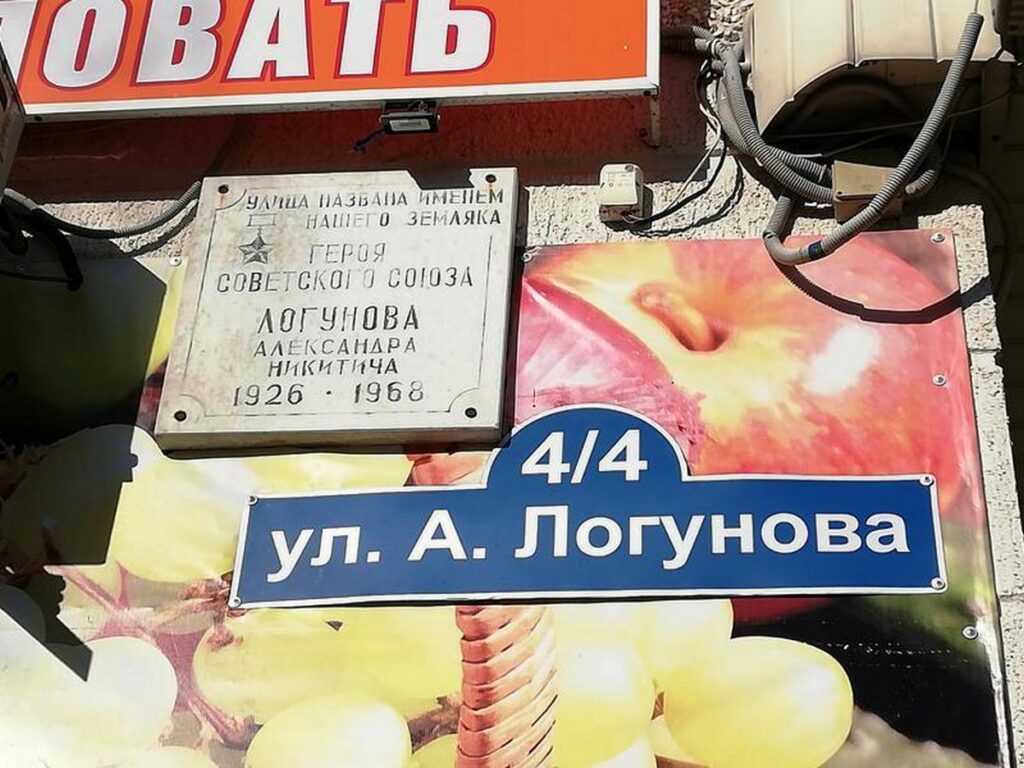 ОВАТЬ
УЛИЦА НАЗВАНА ИМЕНЕМ
НАШЕГО ЗЕМЛЯКА
ГЕРОЯ
СОВЕТСКОГО СОЮЗА
ЛОГУНОВА
АЛЕКСАНДРА
НИКИТИЧА
1926 · 1968
4/4
ул. А. Логунова